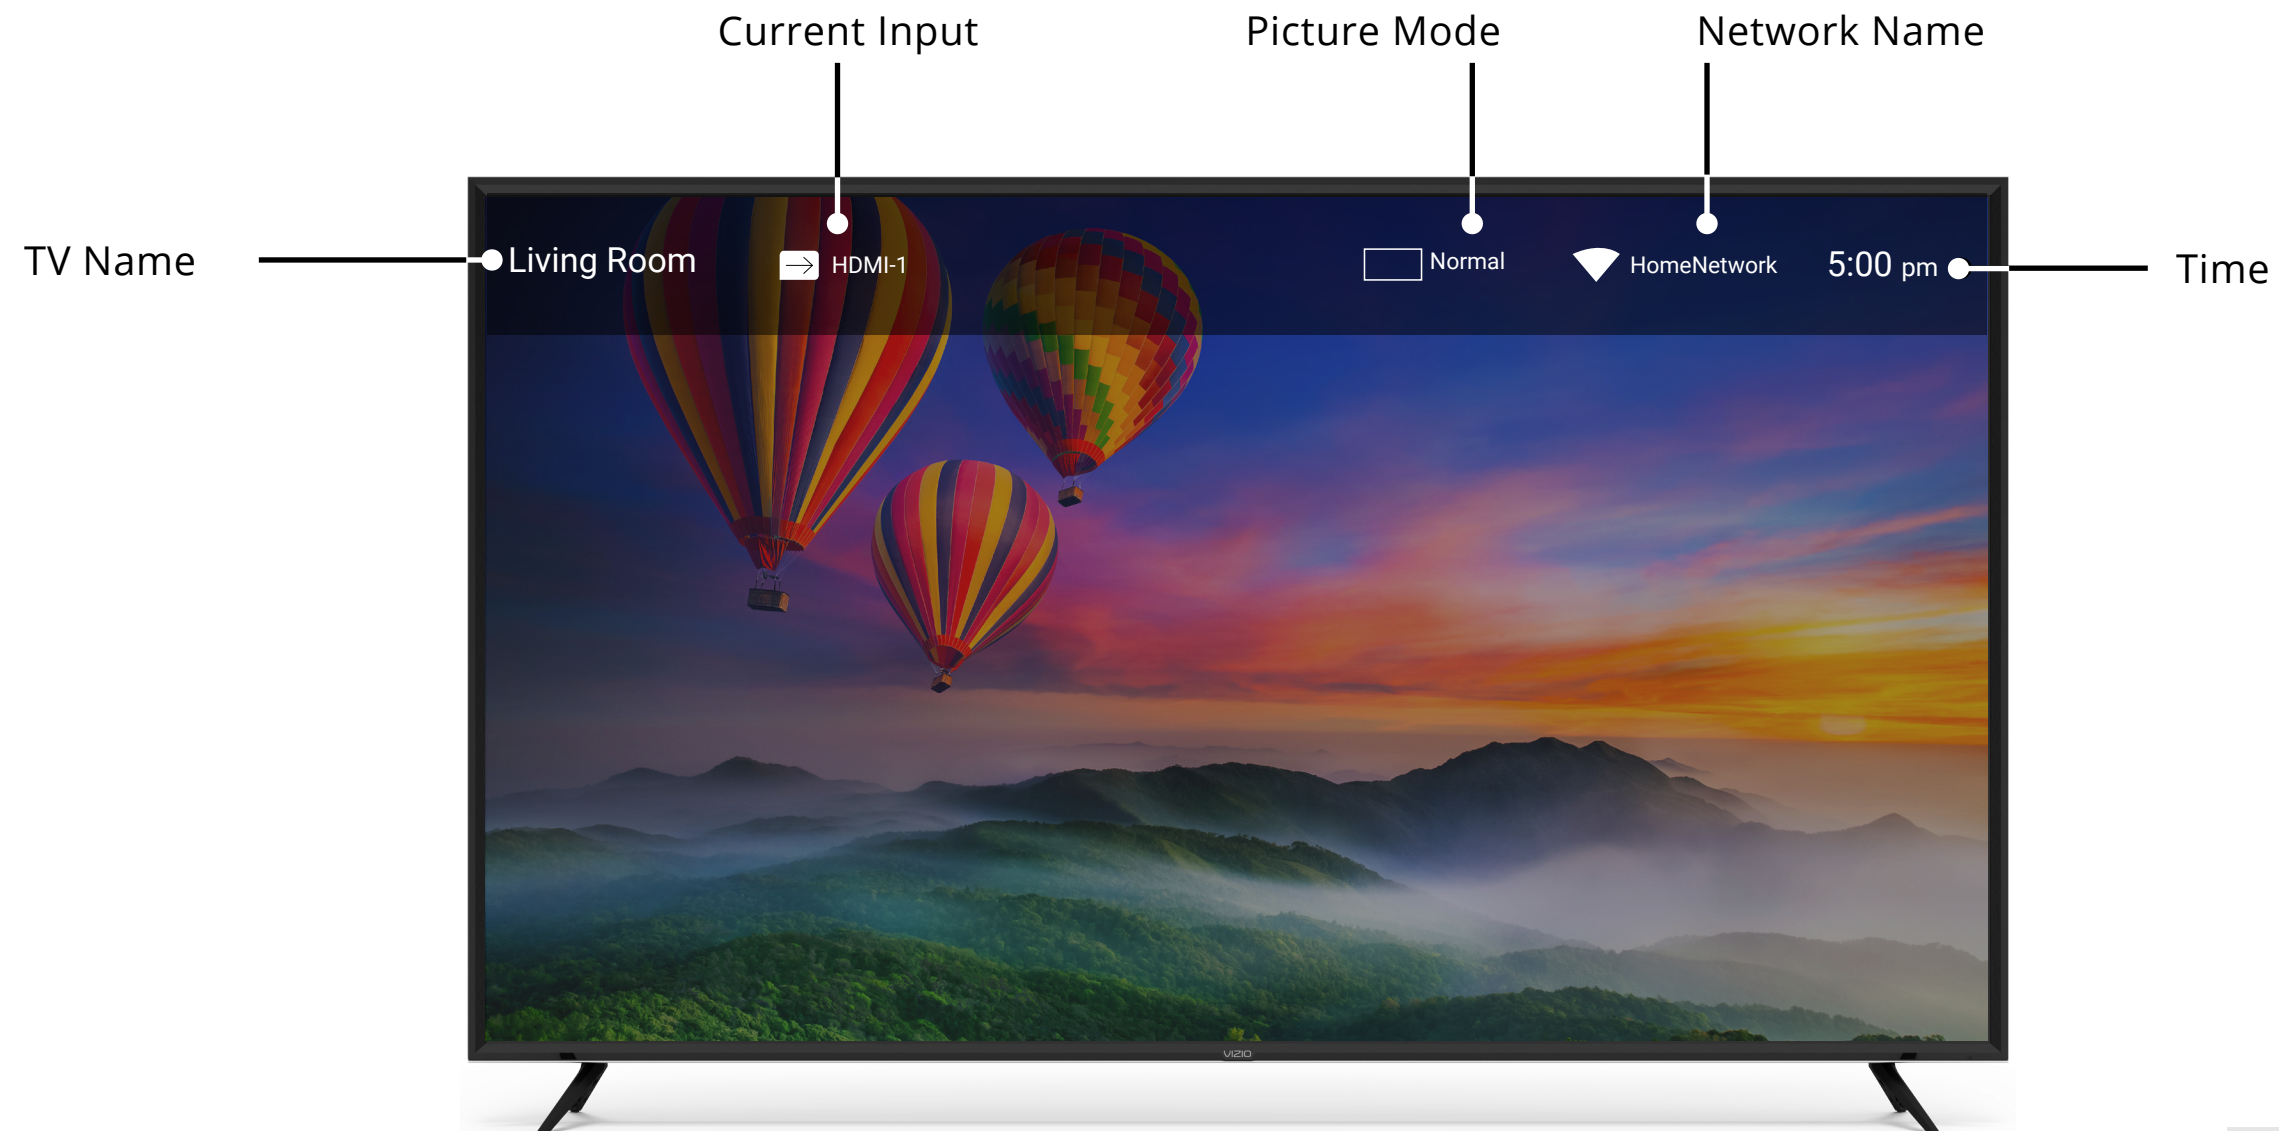 Current Input
Picture Mode
Network Name
TV Name
Living Room
HDMI-1
Normal
HomeNetwork
5:00 pm
Time
VIZIO